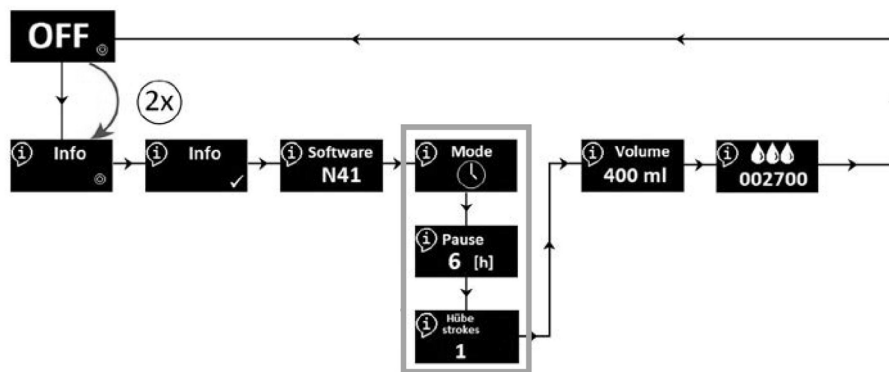 OFF
2x
i Info
i Info
i Software
N41
i Mode
i Pause
6 [h]
i Hübe
strokes
1
i Volume
400 ml
i
002700